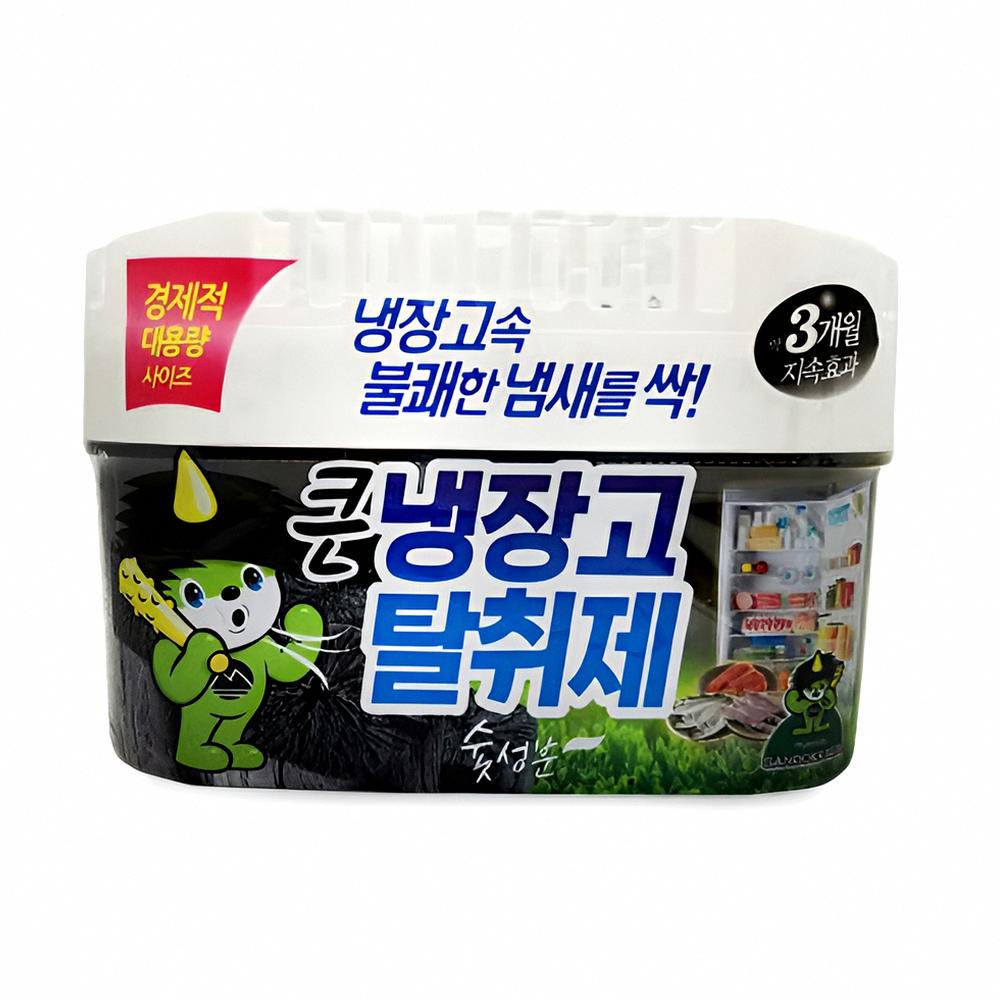 경제적
대용량
사이즈
냉장고속
불쾌한 냄새를 싹!
약 3개월
지속효과
큰 냉장고
탈취제
숯성분